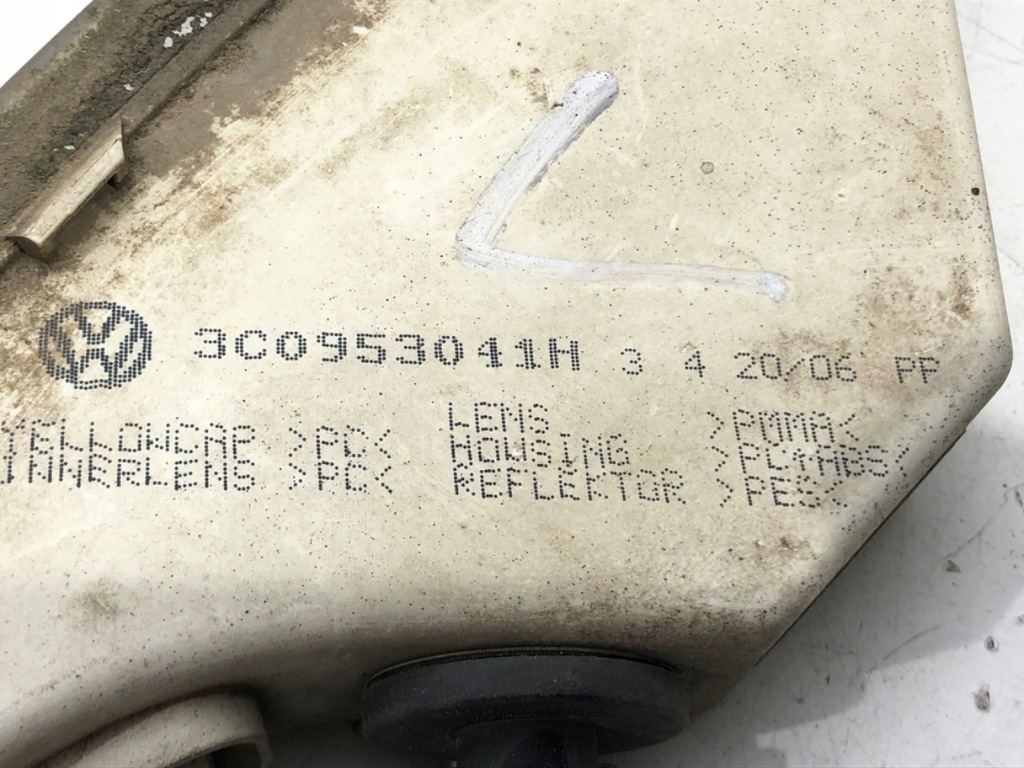 L
3C0953041H 3 4 20/06 PP
YELLOWCAP >PC< LENS >PMMA<
INNERLENS >PC< HOUSING >PC+ABS<
REFLEKTOR >PES<